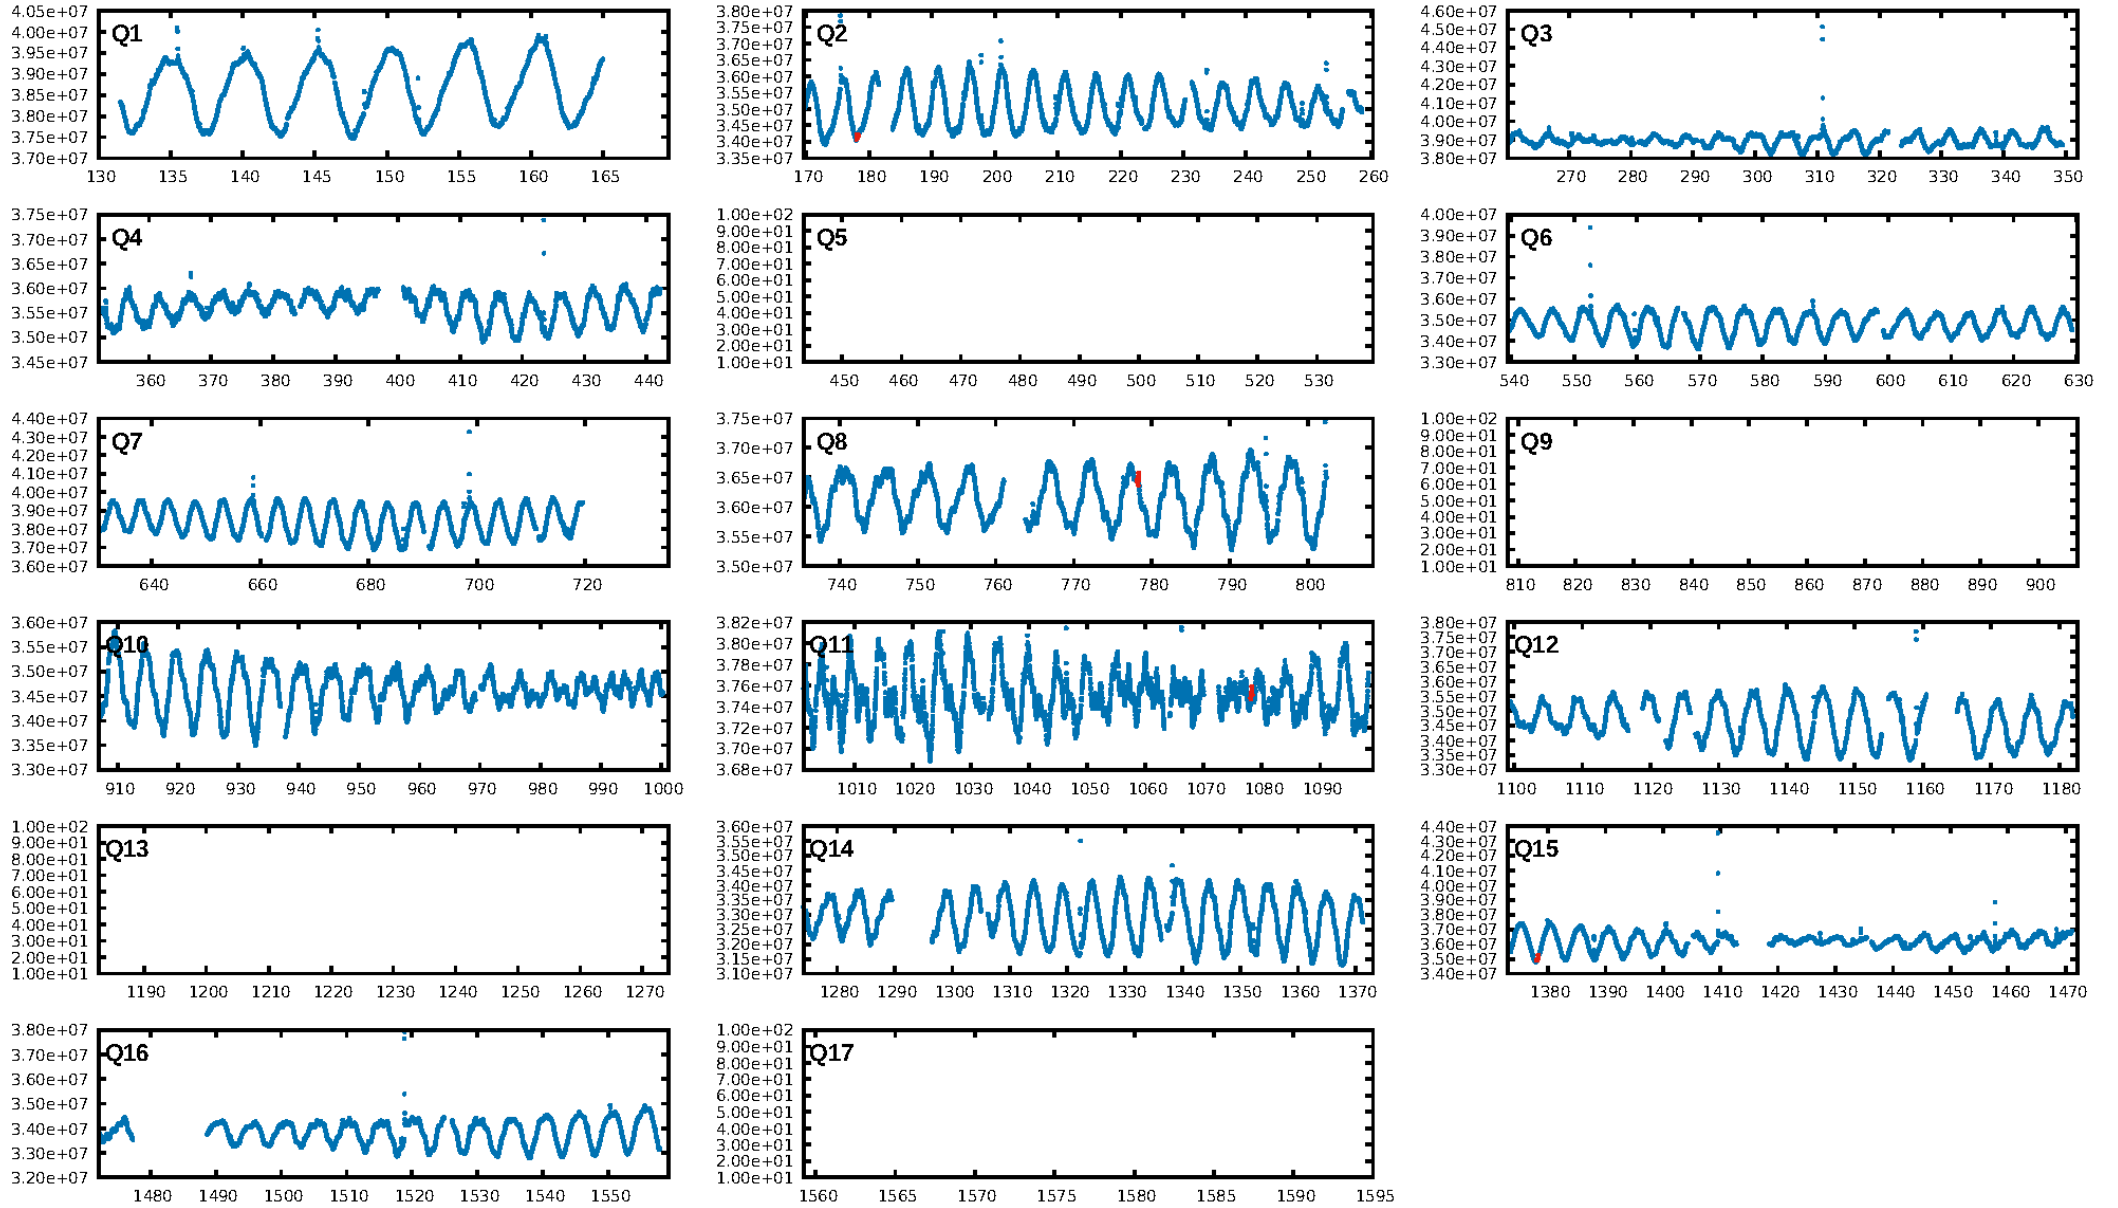 Q1
4.05e+07
4.00e+07
3.95e+07
3.90e+07
3.85e+07
3.80e+07
3.75e+07
3.70e+07
130 135 140 145 150 155 160 165
Q2
3.80e+07
3.75e+07
3.70e+07
3.65e+07
3.60e+07
3.55e+07
3.50e+07
3.45e+07
3.40e+07
3.35e+07
170 180 190 200 210 220 230 240 250 260
Q3
4.60e+07
4.50e+07
4.40e+07
4.30e+07
4.20e+07
4.10e+07
4.00e+07
3.90e+07
3.80e+07
270 280 290 300 310 320 330 340 350
Q4
3.75e+07
3.70e+07
3.65e+07
3.60e+07
3.55e+07
3.50e+07
3.45e+07
360 370 380 390 400 410 420 430 440
Q5
1.00e+02
9.00e+01
8.00e+01
7.00e+01
6.00e+01
5.00e+01
4.00e+01
3.00e+01
2.00e+01
1.00e+01
450 460 470 480 490 500 510 520 530
Q6
4.00e+07
3.90e+07
3.80e+07
3.70e+07
3.60e+07
3.50e+07
3.40e+07
3.30e+07
540 550 560 570 580 590 600 610 620 630
Q7
4.40e+07
4.30e+07
4.20e+07
4.10e+07
4.00e+07
3.90e+07
3.80e+07
3.70e+07
3.60e+07
640 660 680 700 720
Q8
3.75e+07
3.70e+07
3.65e+07
3.60e+07
3.55e+07
3.50e+07
740 750 760 770 780 790 800
Q9
1.00e+02
9.00e+01
8.00e+01
7.00e+01
6.00e+01
5.00e+01
4.00e+01
3.00e+01
2.00e+01
1.00e+01
810 820 830 840 850 860 870 880 890 900
Q10
3.60e+07
3.55e+07
3.50e+07
3.45e+07
3.40e+07
3.35e+07
3.30e+07
910 920 930 940 950 960 970 980 990 1000
Q11
3.82e+07
3.80e+07
3.78e+07
3.76e+07
3.74e+07
3.72e+07
3.70e+07
3.68e+07
1010 1020 1030 1040 1050 1060 1070 1080 1090
Q12
3.80e+07
3.75e+07
3.70e+07
3.65e+07
3.60e+07
3.55e+07
3.50e+07
3.45e+07
3.40e+07
3.35e+07
3.30e+07
1100 1110 1120 1130 1140 1150 1160 1170 1180
Q13
1.00e+02
9.00e+01
8.00e+01
7.00e+01
6.00e+01
5.00e+01
4.00e+01
3.00e+01
2.00e+01
1.00e+01
1190 1200 1210 1220 1230 1240 1250 1260 1270
Q14
3.60e+07
3.55e+07
3.50e+07
3.45e+07
3.40e+07
3.35e+07
3.30e+07
3.25e+07
3.20e+07
3.15e+07
3.10e+07
1280 1290 1300 1310 1320 1330 1340 1350 1360 1370
Q15
4.40e+07
4.30e+07
4.20e+07
4.10e+07
4.00e+07
3.90e+07
3.80e+07
3.70e+07
3.60e+07
3.50e+07
3.40e+07
1380 1390 1400 1410 1420 1430 1440 1450 1460 1470
Q16
3.80e+07
3.70e+07
3.60e+07
3.50e+07
3.40e+07
3.30e+07
3.20e+07
1480 1490 1500 1510 1520 1530 1540 1550
Q17
1.00e+02
9.00e+01
8.00e+01
7.00e+01
6.00e+01
5.00e+01
4.00e+01
3.00e+01
2.00e+01
1.00e+01
1560 1565 1570 1575 1580 1585 1590 1595